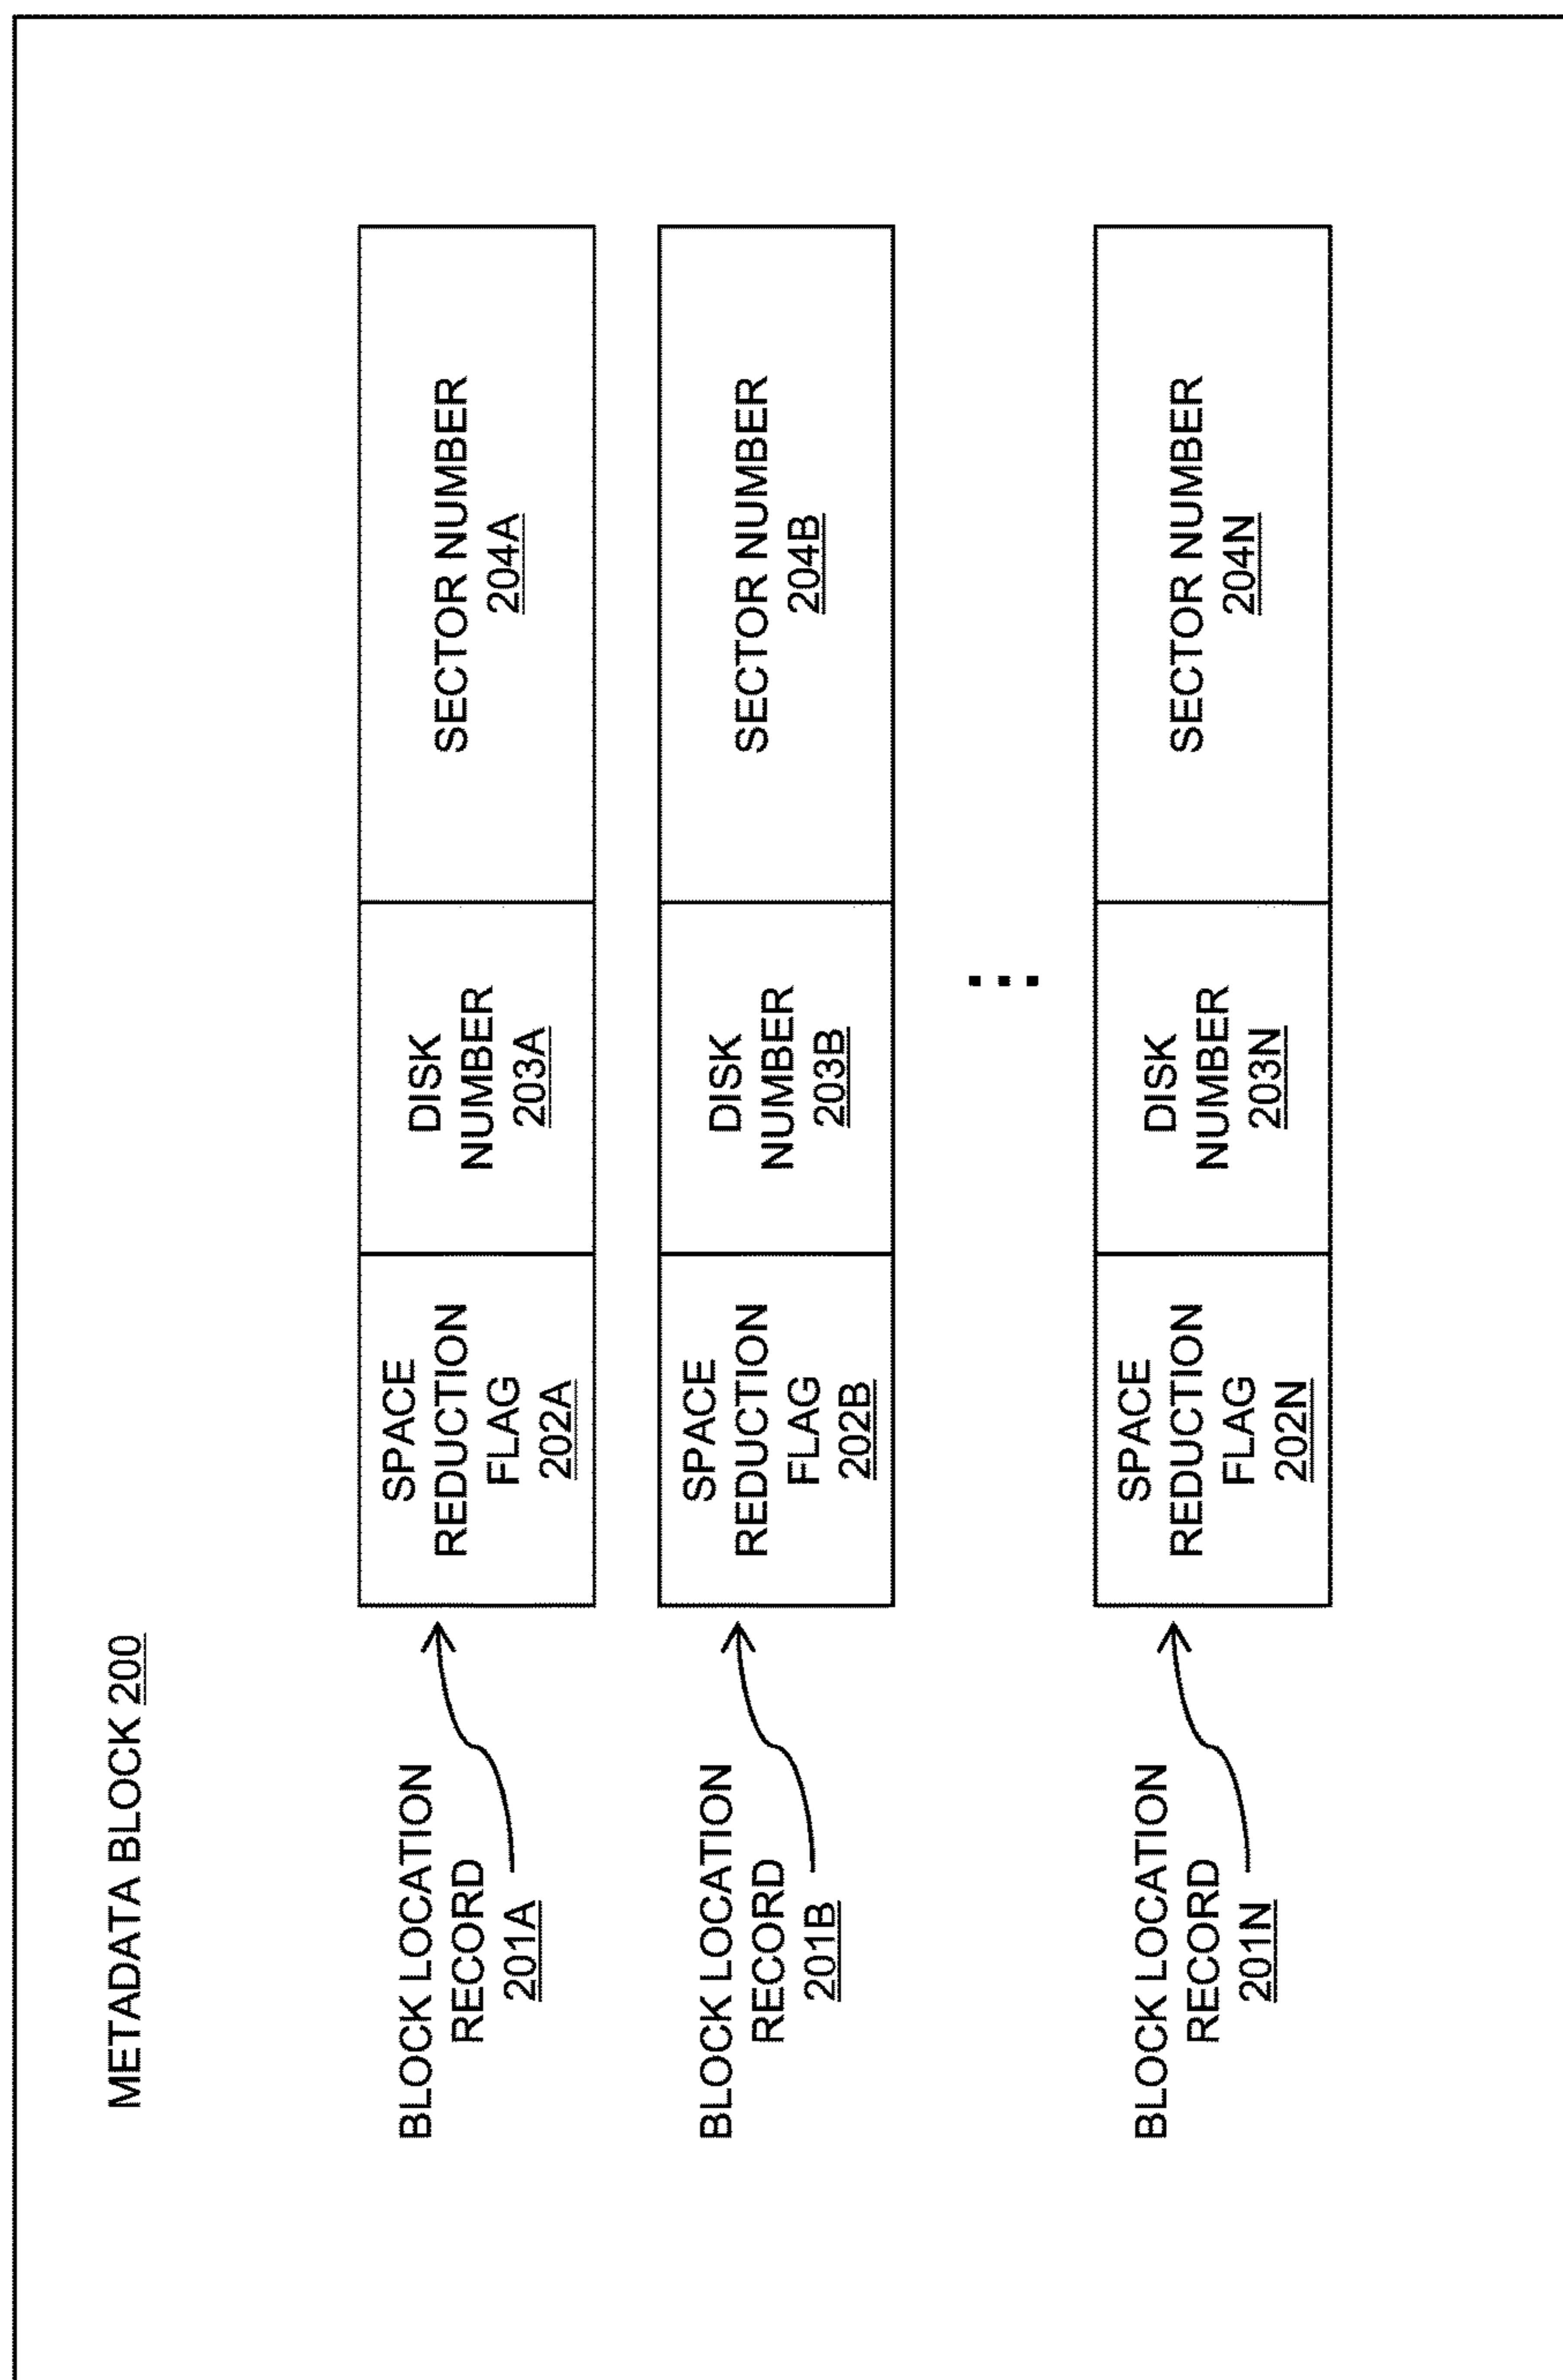 METADATA BLOCK 200
BLOCK LOCATION
RECORD
201A
SPACE
REDUCTION
FLAG
202A
DISK
NUMBER
203A
SECTOR NUMBER
204A
BLOCK LOCATION
RECORD
201B
SPACE
REDUCTION
FLAG
202B
DISK
NUMBER
203B
SECTOR NUMBER
204B
BLOCK LOCATION
RECORD
201N
SPACE
REDUCTION
FLAG
202N
DISK
NUMBER
203N
SECTOR NUMBER
204N